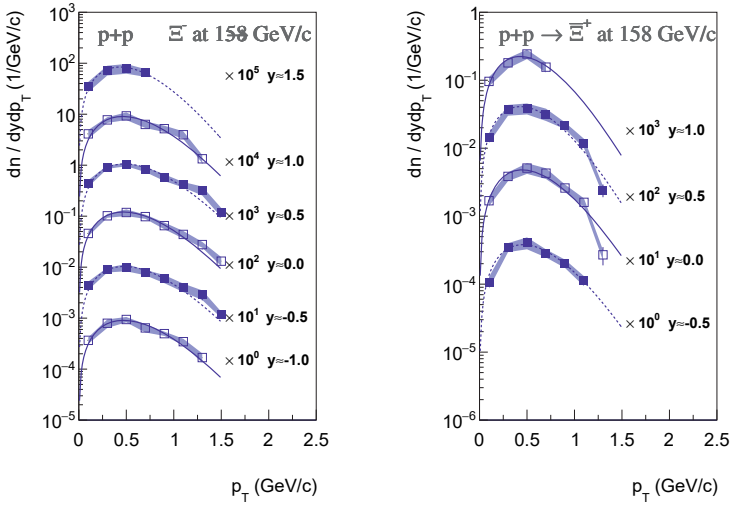 p+p → Ξ⁻ at 158 GeV/c
dn / dydp_T (1/GeV/c)
10³
10²
10
1
10⁻¹
10⁻²
10⁻³
10⁻⁴
10⁻⁵
× 10⁵ y≈1.5
× 10⁴ y≈1.0
× 10³ y≈0.5
× 10² y≈0.0
× 10¹ y≈-0.5
× 10⁰ y≈-1.0
0 0.5 1 1.5 2 2.5
p_T (GeV/c)
p+p → Ξ̅⁺ at 158 GeV/c
dn / dydp_T (1/GeV/c)
1
10⁻¹
10⁻²
10⁻³
10⁻⁴
10⁻⁵
10⁻⁶
× 10³ y≈1.0
× 10² y≈0.5
× 10¹ y≈0.0
× 10⁰ y≈-0.5
0 0.5 1 1.5 2 2.5
p_T (GeV/c)